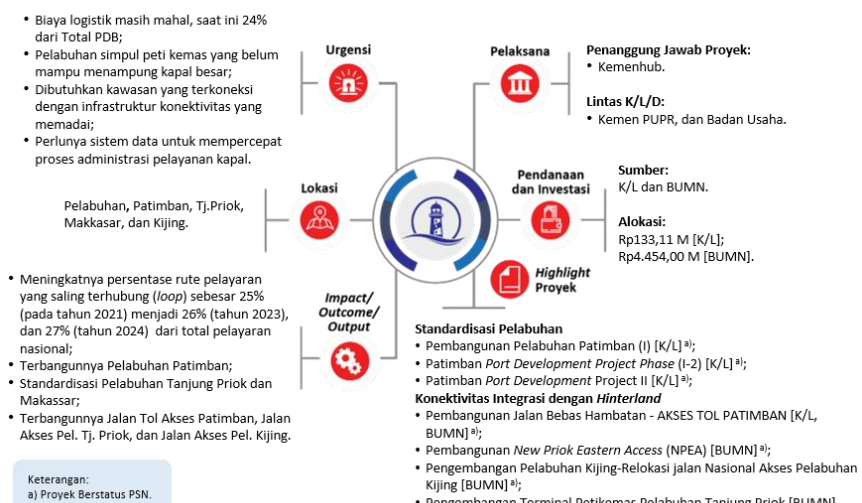 • Biaya logistik masih mahal, saat ini 24%
dari Total PDB;
• Pelabuhan simpul peti kemas yang belum
mampu menampung kapal besar;
• Dibutuhkan kawasan yang terkoneksi
dengan infrastruktur konektivitas yang
memadai;
• Perlunya sistem data untuk mempercepat
proses administrasi pelayanan kapal.
Urgensi
Pelaksana
Penanggung Jawab Proyek:
• Kemenhub.
Lintas K/L/D:
• Kemen PUPR, dan Badan Usaha.
Lokasi
Pelabuhan, Patimban, Tj.Priok,
Makkasar, dan Kijing.
Pendanaan
dan Investasi
Sumber:
K/L dan BUMN.
Alokasi:
Rp133,11 M [K/L];
Rp4.454,00 M [BUMN].
Impact/
Outcome/
Output
• Meningkatnya persentase rute pelayaran
yang saling terhubung (loop) sebesar 25%
(pada tahun 2021) menjadi 26% (tahun 2023),
dan 27% (tahun 2024) dari total pelayaran
nasional;
• Terbangunnya Pelabuhan Patimban;
• Standardisasi Pelabuhan Tanjung Priok dan
Makassar;
• Terbangunnya Jalan Tol Akses Patimban, Jalan
Akses Pel. Tj. Priok, dan Jalan Akses Pel. Kijing.
Highlight
Proyek
Standardisasi Pelabuhan
• Pembangunan Pelabuhan Patimban (I) [K/L] a);
• Patimban Port Development Project Phase (I-2) [K/L] a);
• Patimban Port Development Project II [K/L] a);
Konektivitas Integrasi dengan Hinterland
• Pembangunan Jalan Bebas Hambatan - AKSES TOL PATIMBAN [K/L,
BUMN] a);
• Pembangunan New Priok Eastern Access (NPEA) [BUMN] a);
• Pengembangan Pelabuhan Kijing-Relokasi jalan Nasional Akses Pelabuhan
Kijing [BUMN] a);
• Pengembangan Terminal Petikemas Pelabuhan Tanjung Priok [BUMN]
Keterangan:
a) Proyek Berstatus PSN.